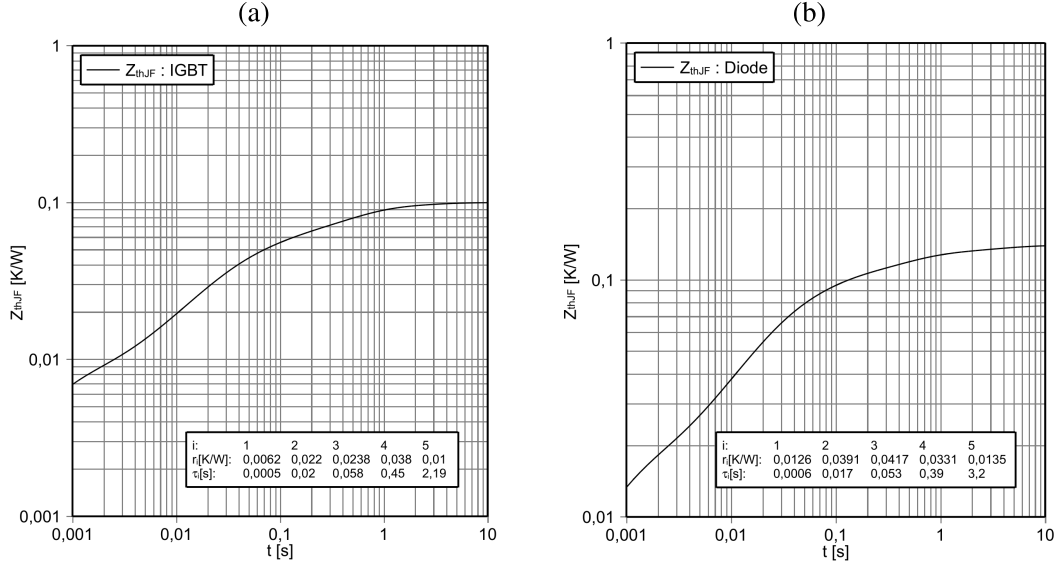 (a)
1
Z_thJF : IGBT
0,1
Z_thJF [K/W]
0,01
i: 1 2 3 4 5
r_i[K/W]: 0,0062 0,022 0,0238 0,038 0,01
τ_i[s]: 0,0005 0,02 0,058 0,45 2,19
0,001
0,001 0,01 0,1 1 10
t [s]
(b)
1
Z_thJF : Diode
Z_thJF [K/W]
0,1
i: 1 2 3 4 5
r_i[K/W]: 0,0126 0,0391 0,0417 0,0331 0,0135
τ_i[s]: 0,0006 0,017 0,053 0,39 3,2
0,01
0,001 0,01 0,1 1 10
t [s]